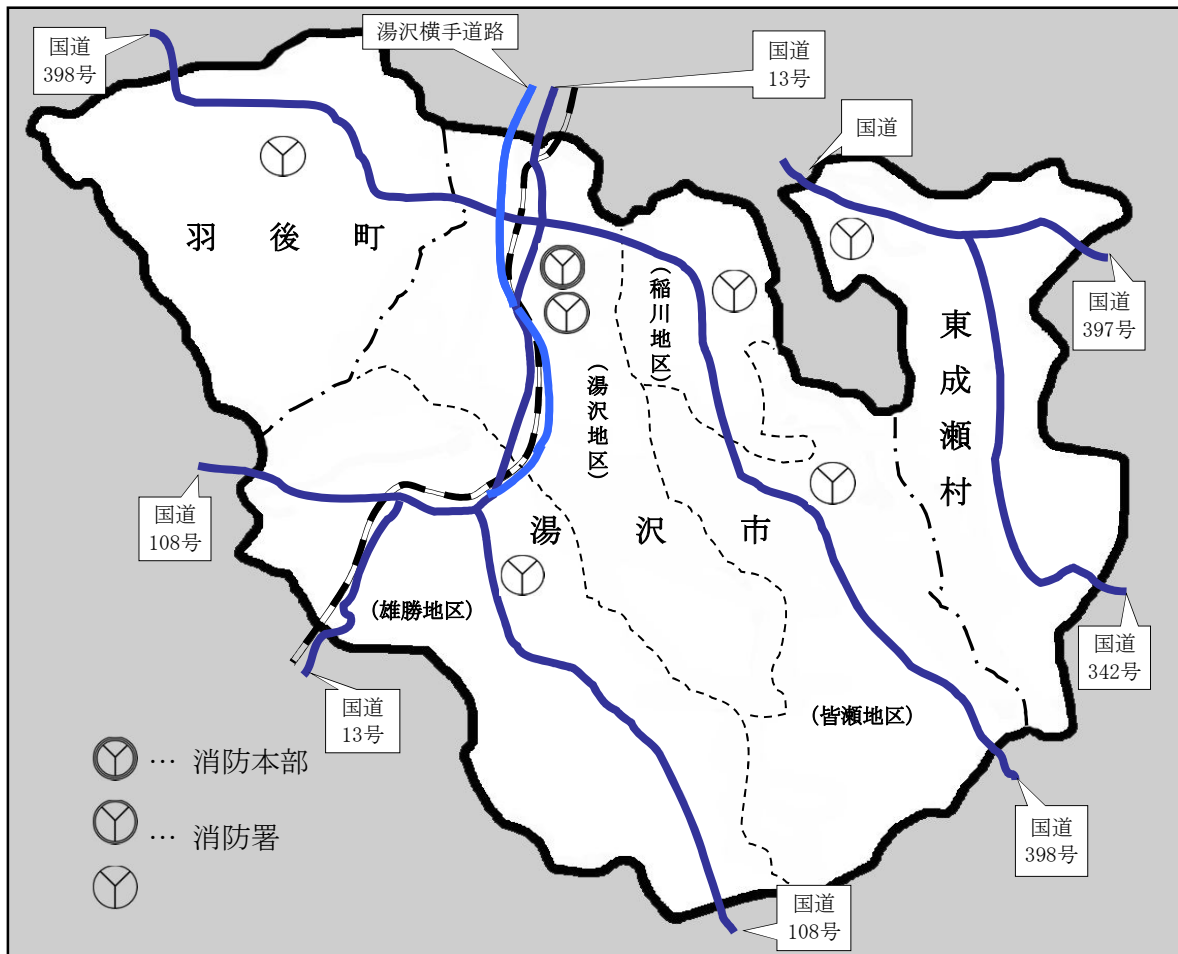 国道
398号
湯沢横手道路
国道
13号
国道
羽後町
(稲川地区)
国道
397号
東成瀬村
(湯沢地区)
国道
108号
湯沢市
(雄勝地区)
国道
342号
国道
13号
(皆瀬地区)
… 消防本部
… 消防署
国道
398号
国道
108号